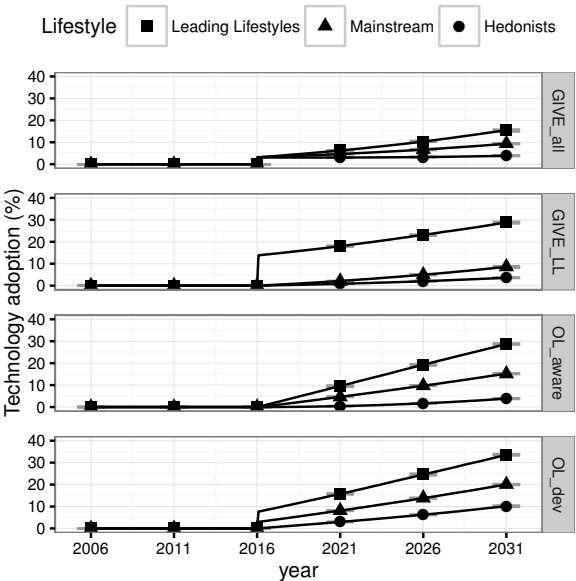 Lifestyle Leading Lifestyles Mainstream Hedonists
Technology adoption (%)
40
30
20
10
0
GIVE_all
40
30
20
10
0
GIVE_LL
40
30
20
10
0
OL_aware
40
30
20
10
0
OL_dev
2006 2011 2016 2021 2026 2031
year